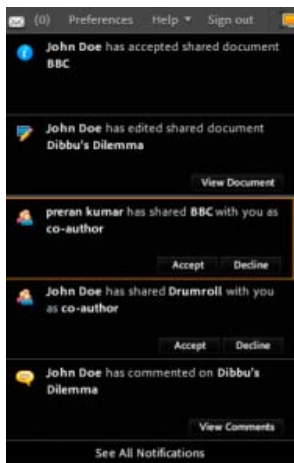 (0) Preferences Help Sign out
John Doe has accepted shared document
BBC
John Doe has edited shared document
Dibbu's Dilemma
View Document
preran kumar has shared BBC with you as
co-author
Accept Decline
John Doe has shared Drumroll with you
as co-author
Accept Decline
John Doe has commented on Dibbu's
Dilemma
View Comments
See All Notifications